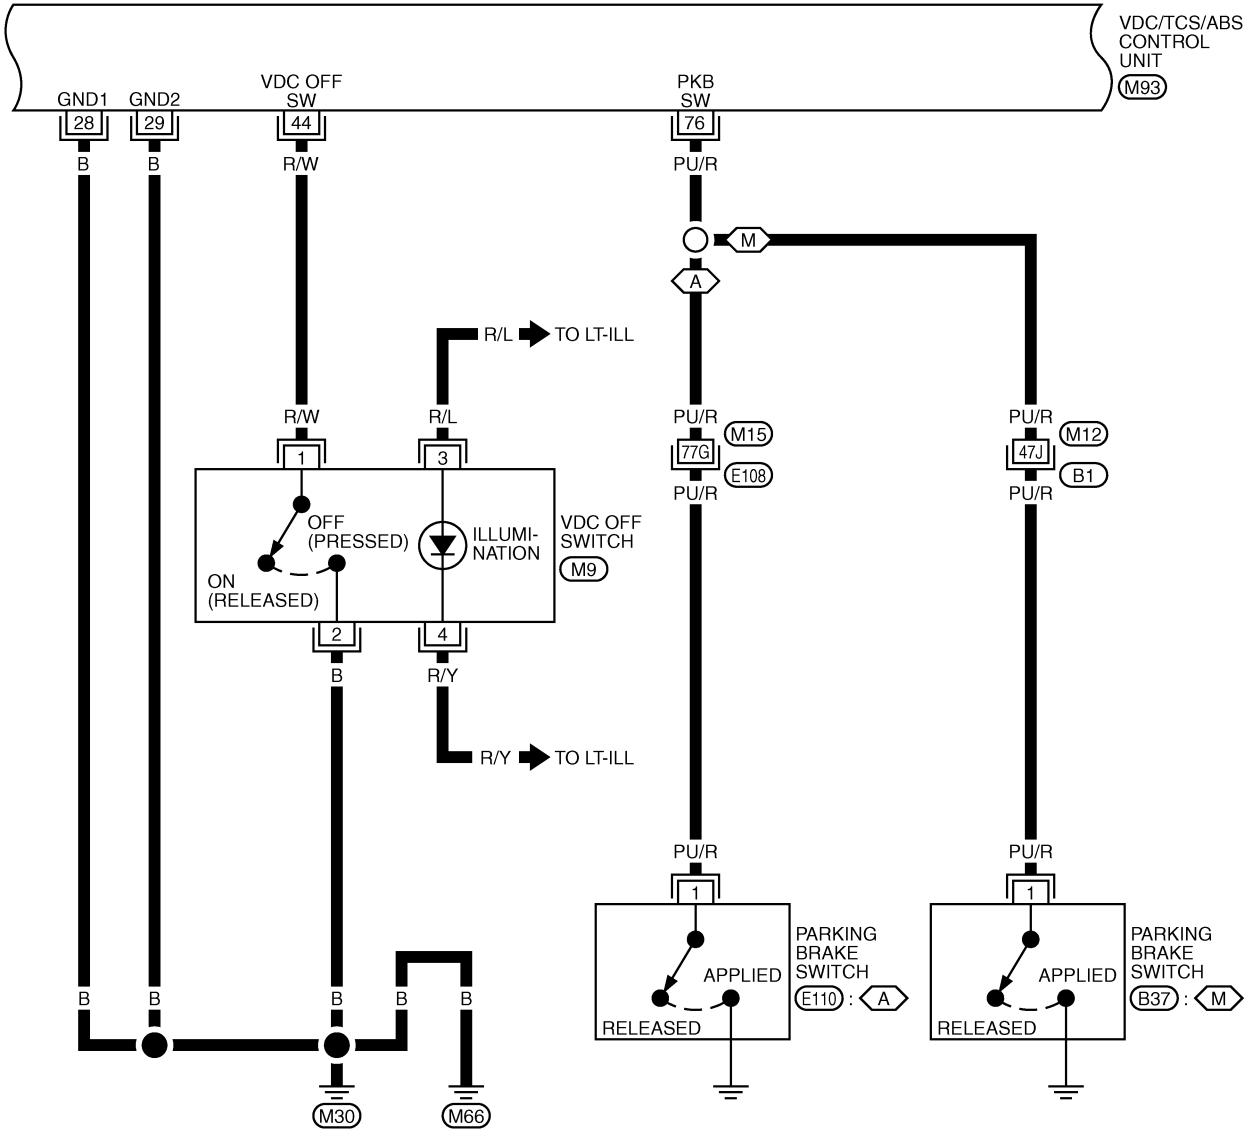 VDC/TCS/ABS
CONTROL
UNIT
M93
GND1
GND2
VDC OFF
SW
PKB
SW
28
29
44
76
B
B
R/W
PU/R
M
A
R/L
TO LT-ILL
R/W
R/L
PU/R
M15
PU/R
M12
1
3
77G
47J
E108
B1
PU/R
PU/R
OFF
(PRESSED)
ILLUMI-
NATION
VDC OFF
SWITCH
M9
ON
(RELEASED)
2
4
B
R/Y
R/Y
TO LT-ILL
PU/R
PU/R
1
1
PARKING
BRAKE
SWITCH
E110 : A
APPLIED
RELEASED
PARKING
BRAKE
SWITCH
B37 : M
APPLIED
RELEASED
B
B
B
B
B
M30
M66